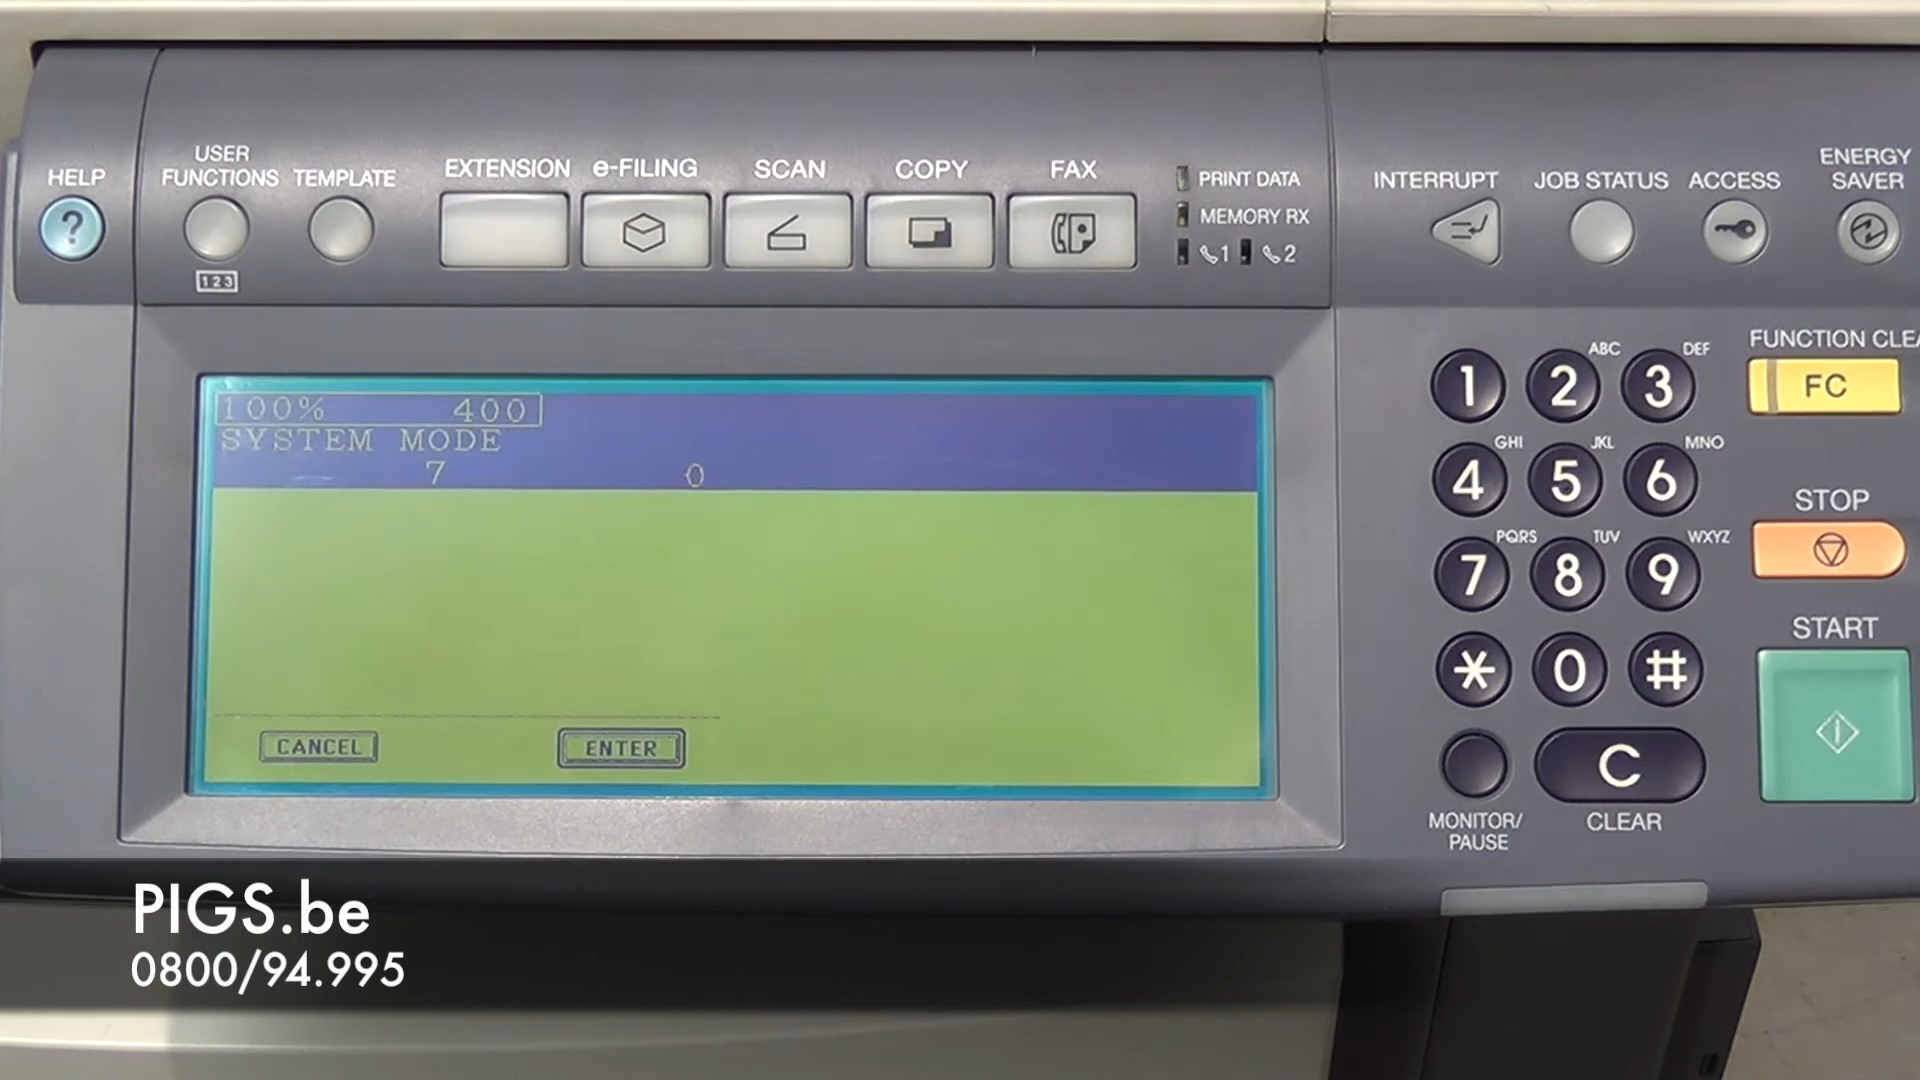 HELP
USER
FUNCTIONS
TEMPLATE
123
EXTENSION
e-FILING
SCAN
COPY
FAX
PRINT DATA
MEMORY RX
1 2
INTERRUPT
JOB STATUS
ACCESS
ENERGY
SAVER
100% 400
SYSTEM MODE
7 0
CANCEL
ENTER
1 2 ABC 3 DEF
4 GHI 5 JKL 6 MNO
7 PQRS 8 TUV 9 WXYZ
* 0 #
C
MONITOR/
PAUSE
CLEAR
FUNCTION CLEA
FC
STOP
START
PIGS.be
0800/94.995